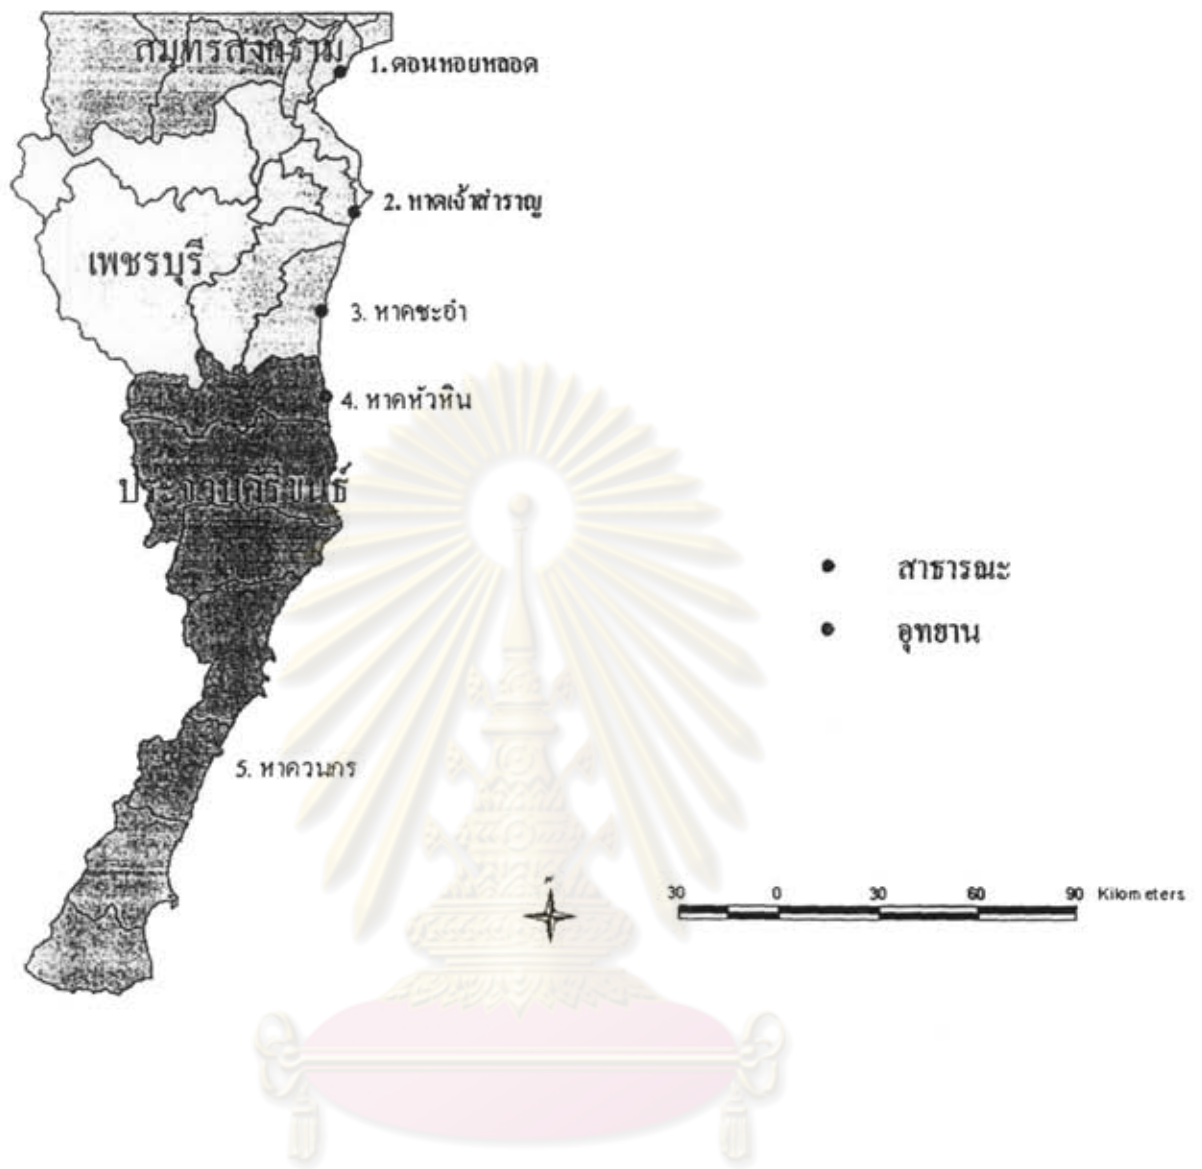 สมุทรสงคราม
1. ดอนหอยหลอด
2. หาดเจ้าสำราญ
เพชรบุรี
3. หาดชะอำ
4. หาดหัวหิน
ประจวบคีรีขันธ์
สาธารณะ
อุทยาน
5. หาดวนกร
30 0 30 60 90 Kilometers